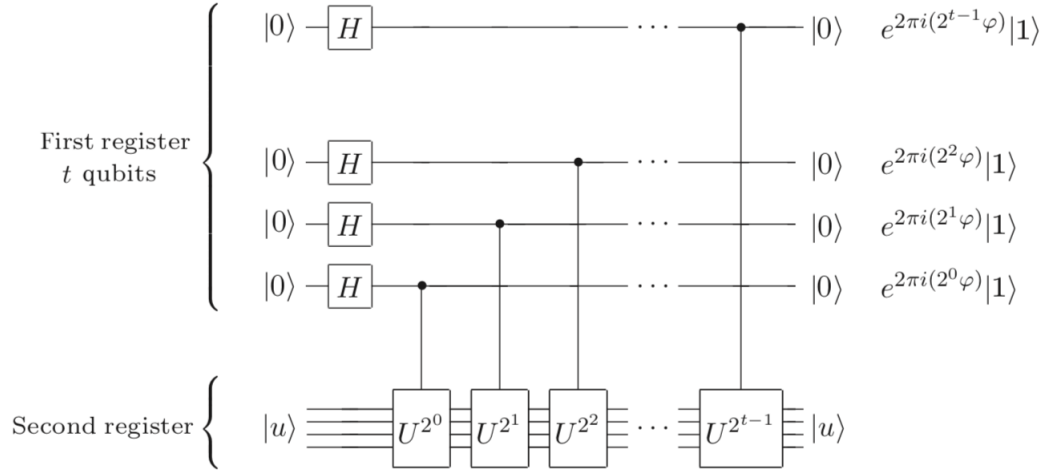 |0⟩ H ··· |0⟩ e^{2πi(2^{t−1}φ)}|1⟩
First register
t qubits
|0⟩ H ··· |0⟩ e^{2πi(2^2φ)}|1⟩
|0⟩ H ··· |0⟩ e^{2πi(2^1φ)}|1⟩
|0⟩ H ··· |0⟩ e^{2πi(2^0φ)}|1⟩
Second register |u⟩ U^{2^0} U^{2^1} U^{2^2} ··· U^{2^{t−1}} |u⟩